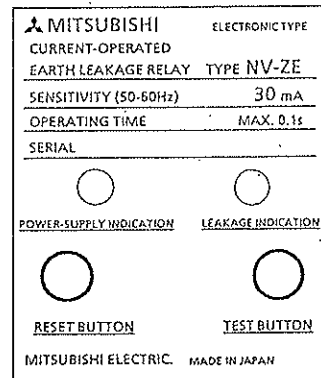 MITSUBISHI ELECTRONIC TYPE
CURRENT-OPERATED
EARTH LEAKAGE RELAY TYPE NV-ZE
SENSITIVITY (50-60Hz) 30 mA
OPERATING TIME MAX. 0.1s
SERIAL
POWER-SUPPLY INDICATION LEAKAGE INDICATION
RESET BUTTON TEST BUTTON
MITSUBISHI ELECTRIC. MADE IN JAPAN